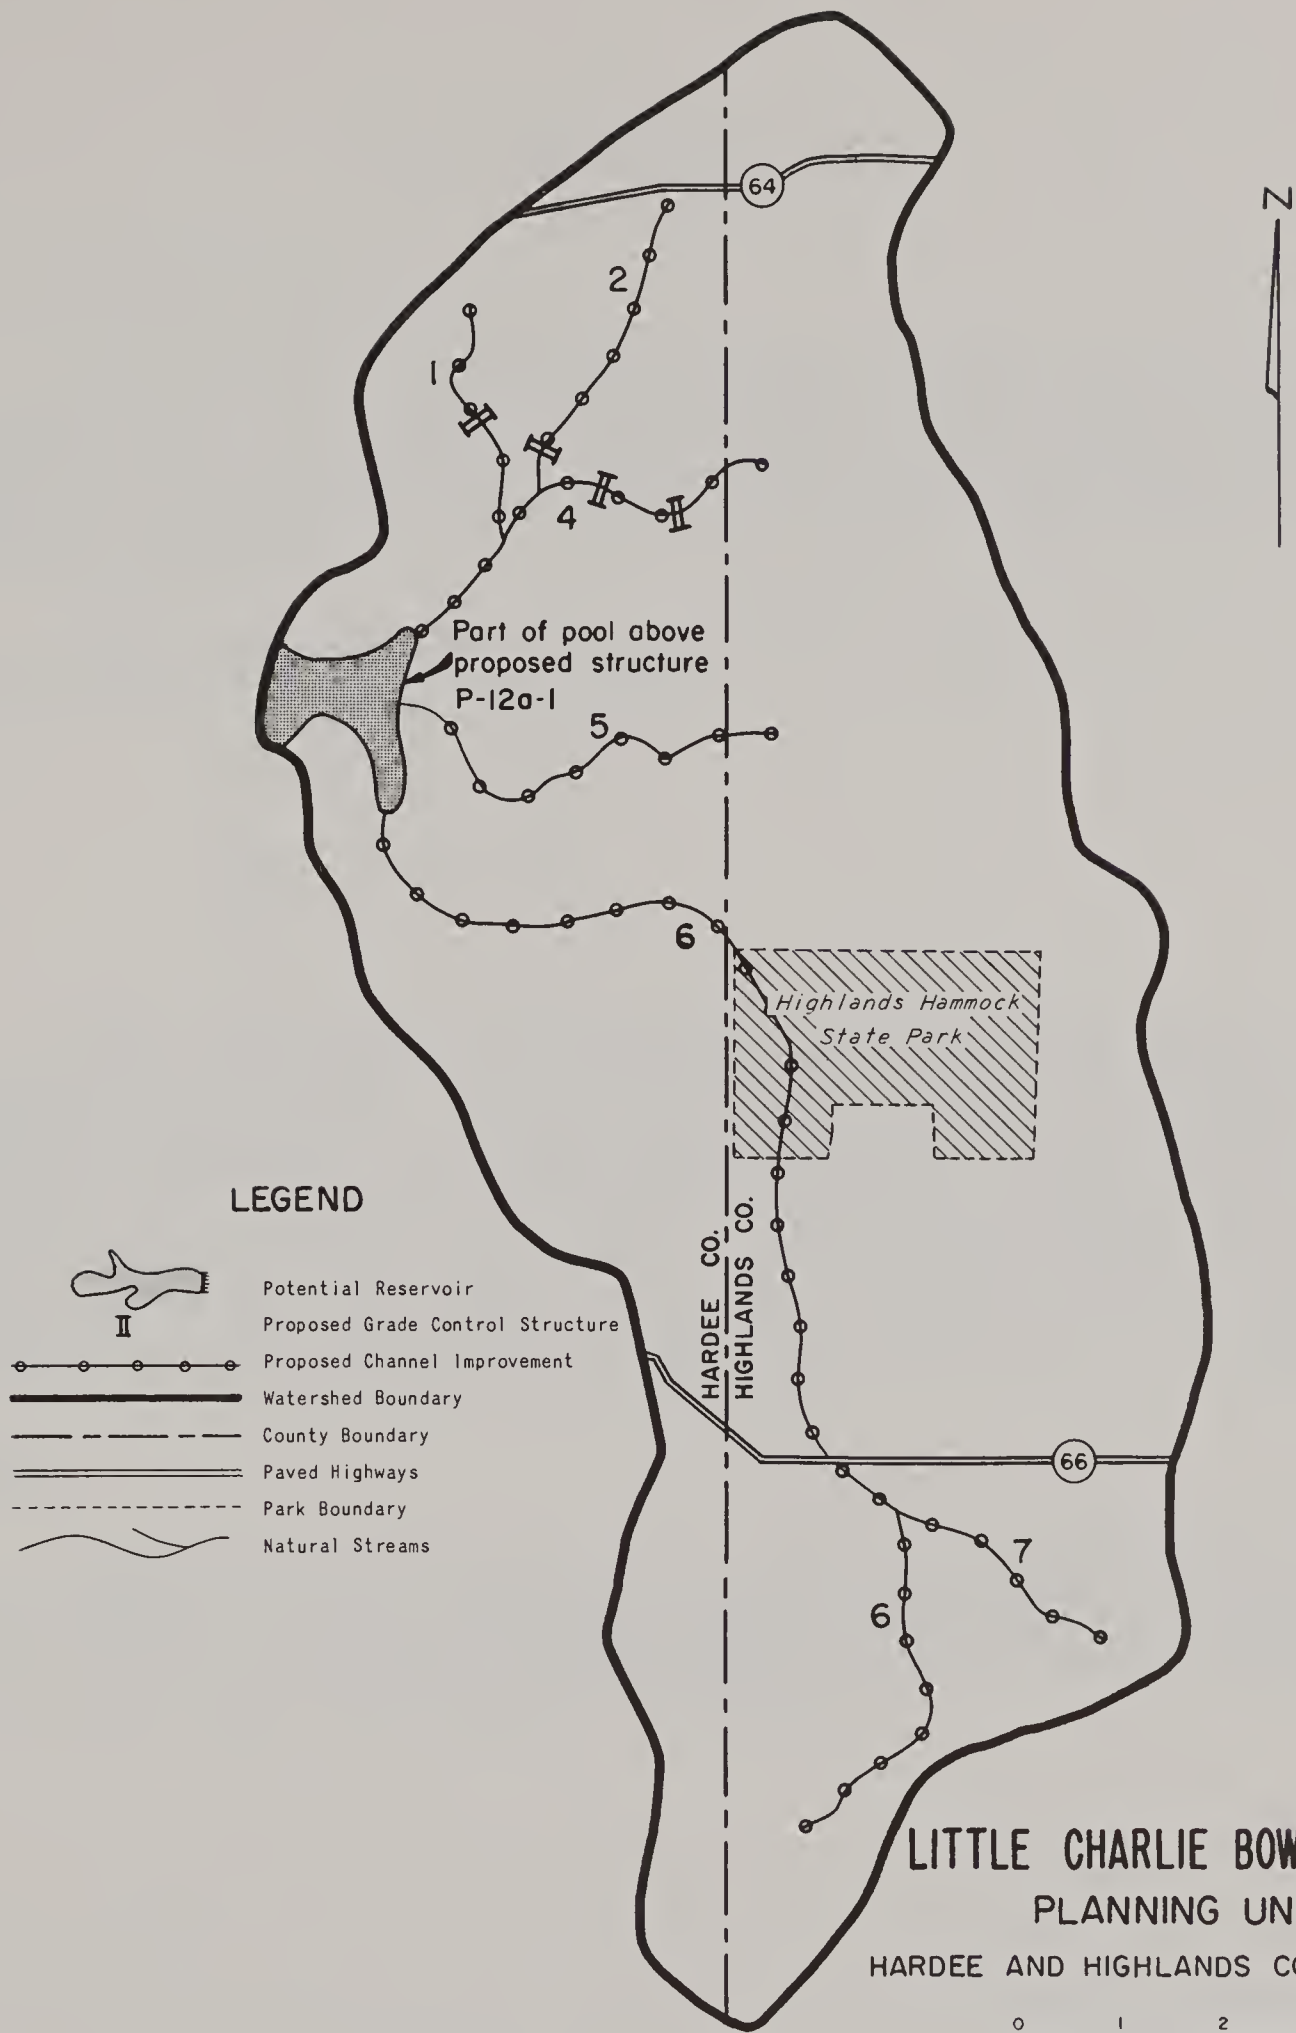 64
N
2
1
4
Part of pool above
proposed structure
P-12a-1
5
6
Highlands Hammock
State Park
HARDEE CO.
HIGHLANDS CO.
LEGEND
Potential Reservoir
Proposed Grade Control Structure
Proposed Channel Improvement
Watershed Boundary
County Boundary
Paved Highways
Park Boundary
Natural Streams
66
7
6
LITTLE CHARLIE BOW
PLANNING UN
HARDEE AND HIGHLANDS CO
0 1 2